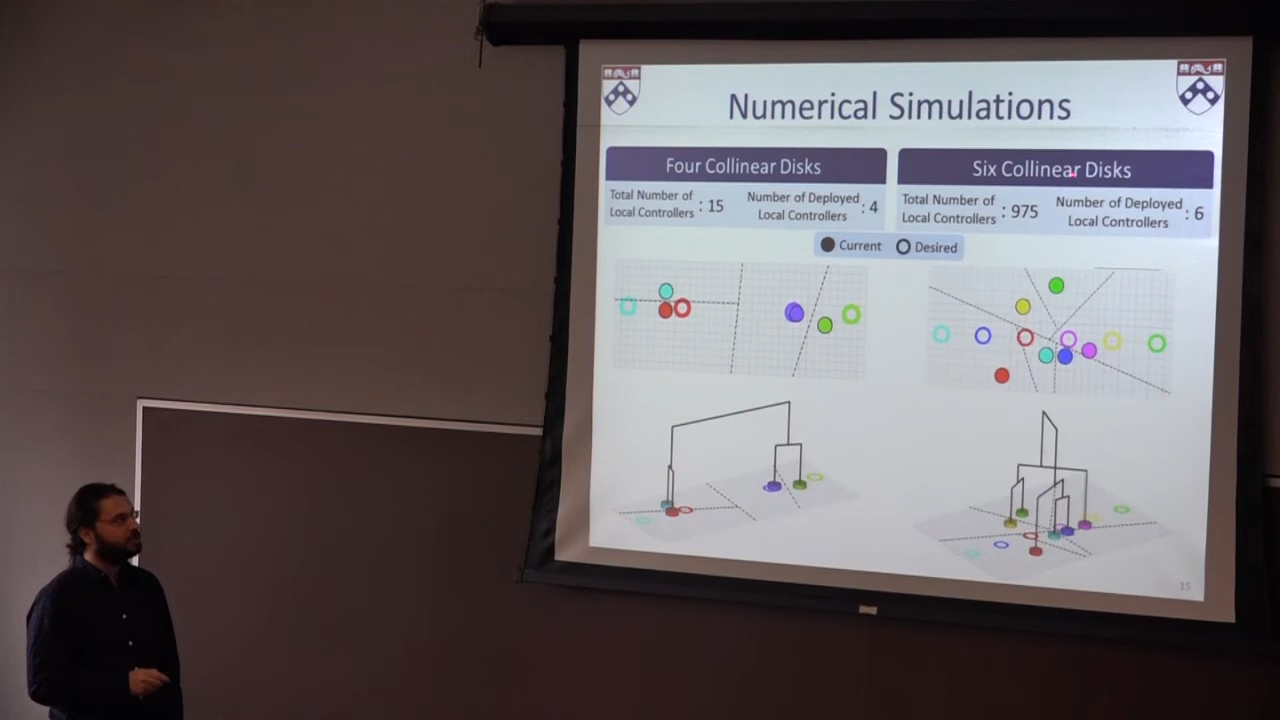 Numerical Simulations
Four Collinear Disks
Total Number of
Local Controllers : 15
Number of Deployed
Local Controllers : 4
Six Collinear Disks
Total Number of
Local Controllers : 975
Number of Deployed
Local Controllers : 6
Current
Desired
15